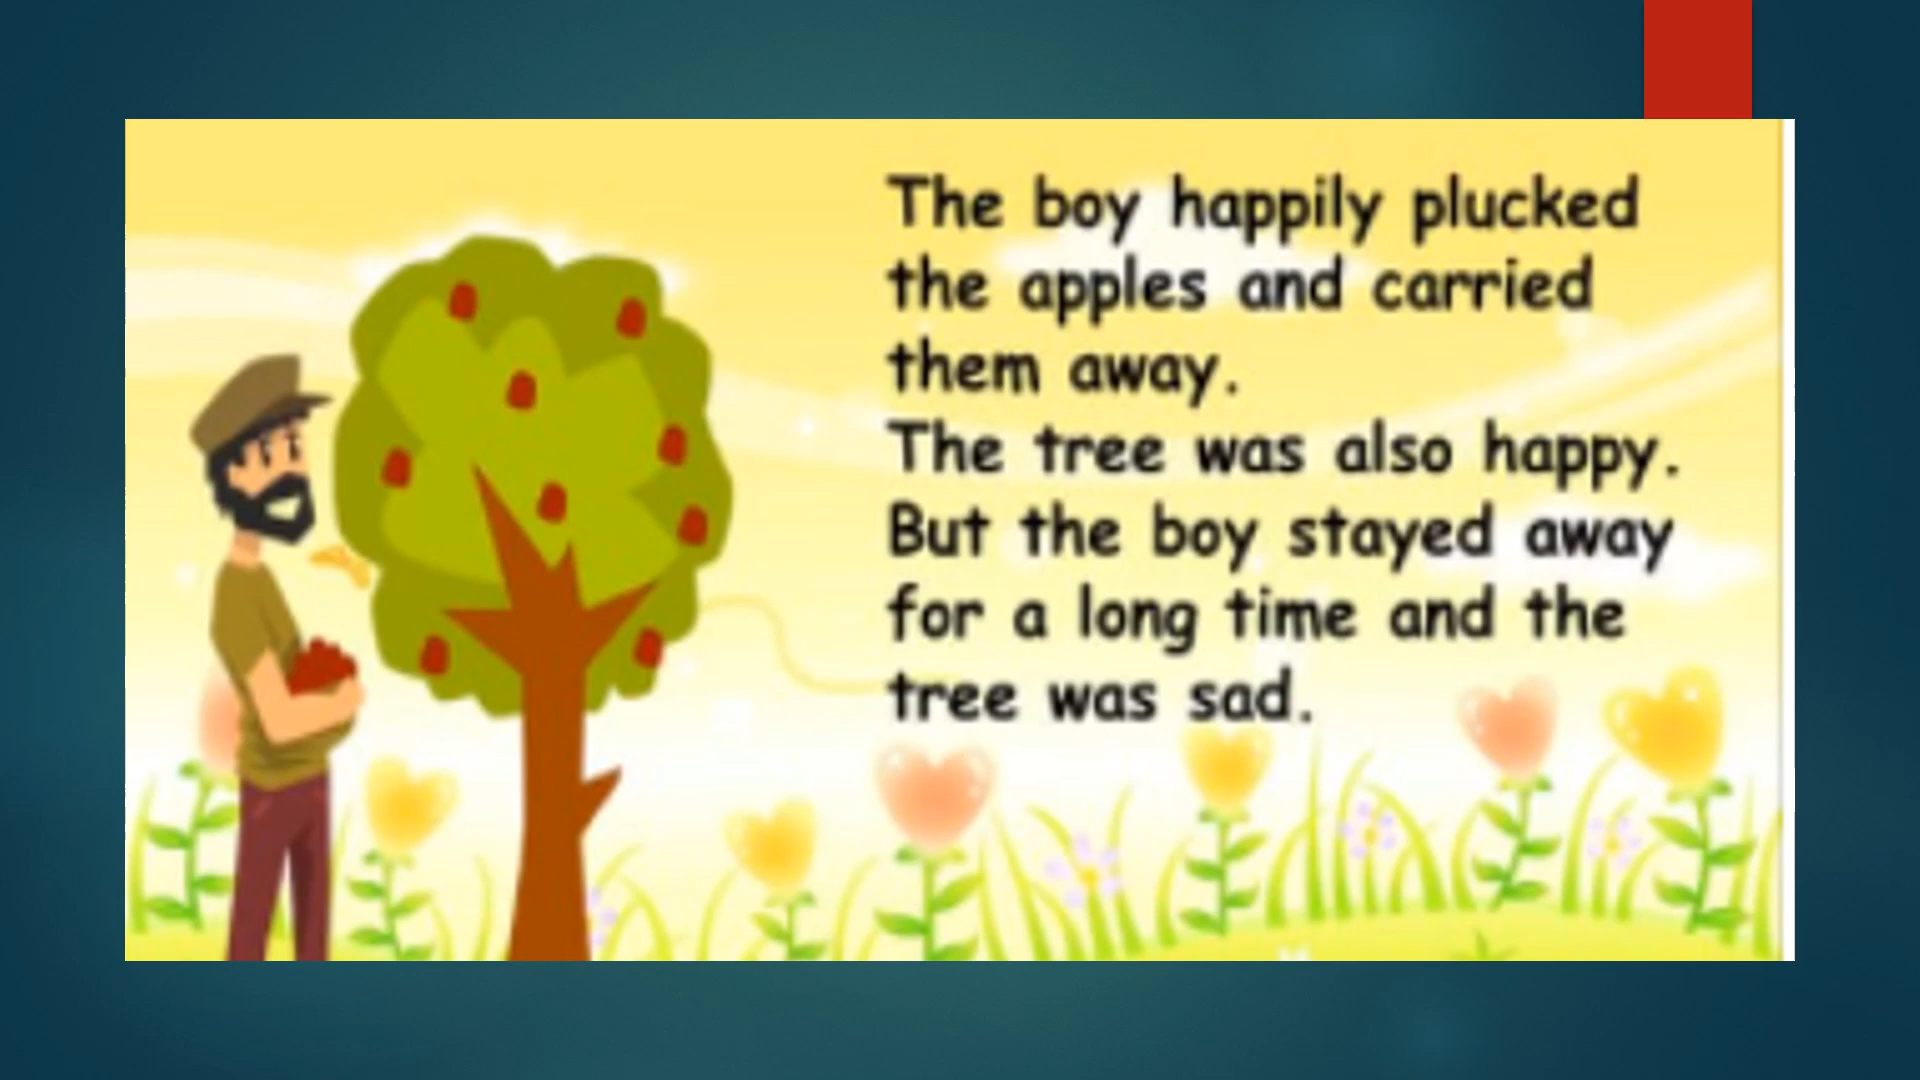 The boy happily plucked
the apples and carried
them away.
The tree was also happy.
But the boy stayed away
for a long time and the
tree was sad.